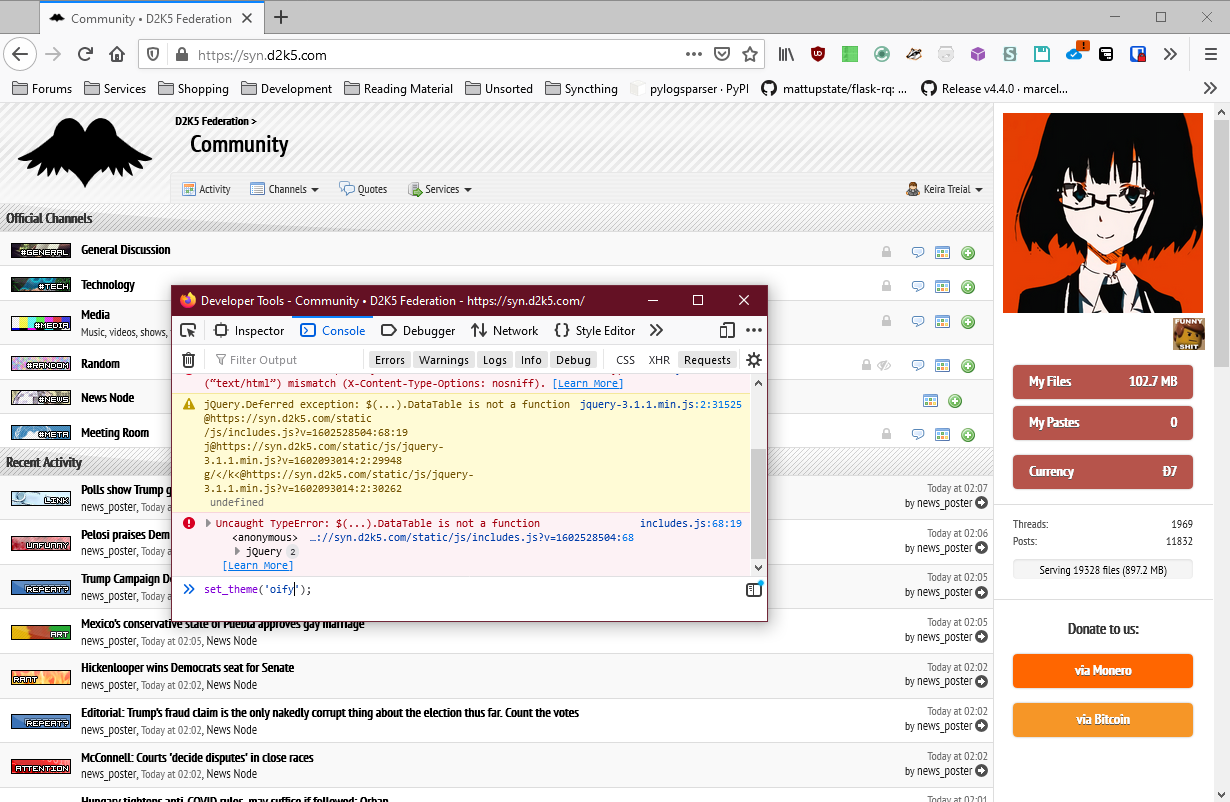 Community • D2K5 Federation
https://syn.d2k5.com
Forums Services Shopping Development Reading Material Unsorted Syncthing pylogsparser · PyPI mattupstate/flask-rq: ... Release v4.4.0 · marcel...
D2K5 Federation >
Community
Activity Channels Quotes Services Keira Treial
Official Channels
#GENERAL General Discussion
#TECH Technology
#MEDIA Media
Music, videos, shows,
#RANDOM Random
#NEWS News Node
#META Meeting Room
Recent Activity
LINK Polls show Trump g
news_poster, Today a
Today at 02:07
by news_poster
UNFUNNY Pelosi praises Dem
news_poster, Today a
Today at 02:06
by news_poster
REPEAT? Trump Campaign De
news_poster, Today a
Today at 02:05
by news_poster
ART Mexico's conservative state of Puebla approves gay marriage
news_poster, Today at 02:05, News Node
Today at 02:05
by news_poster
RANT Hickenlooper wins Democrats seat for Senate
news_poster, Today at 02:02, News Node
Today at 02:02
by news_poster
REPEAT? Editorial: Trump's fraud claim is the only nakedly corrupt thing about the election thus far. Count the votes
news_poster, Today at 02:02, News Node
Today at 02:02
by news_poster
ATTENTION McConnell: Courts 'decide disputes' in close races
news_poster, Today at 02:02, News Node
Today at 02:02
by news_poster
Hungary tightens anti-COVID rules, may suffice if followed: Orban
Today at 02:01
Developer Tools - Community • D2K5 Federation - https://syn.d2k5.com/
Inspector Console Debugger Network Style Editor
Filter Output Errors Warnings Logs Info Debug CSS XHR Requests
("text/html") mismatch (X-Content-Type-Options: nosniff). [Learn More]
jQuery.Deferred exception: $(...).DataTable is not a function jquery-3.1.1.min.js:2:31525
@https://syn.d2k5.com/static
/js/includes.js?v=1602528504:68:19
j@https://syn.d2k5.com/static/js/jquery-
3.1.1.min.js?v=1602093014:2:29948
g/</k<@https://syn.d2k5.com/static/js/jquery-
3.1.1.min.js?v=1602093014:2:30262
undefined
Uncaught TypeError: $(...).DataTable is not a function includes.js:68:19
<anonymous> …://syn.d2k5.com/static/js/includes.js?v=1602528504:68
jQuery 2
[Learn More]
set_theme('oify');
FUNNY
SHIT
My Files 102.7 MB
My Pastes 0
Currency Ð7
Threads: 1969
Posts: 11832
Serving 19328 files (897.2 MB)
Donate to us:
via Monero
via Bitcoin